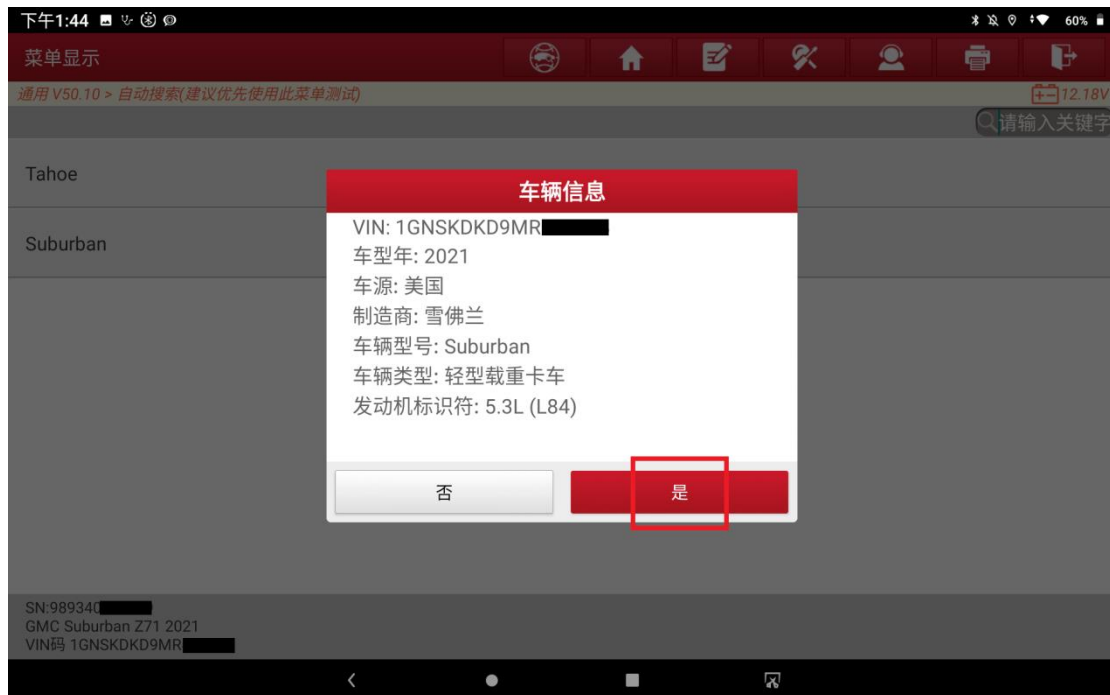 下午1:44
60%
菜单显示
通用 V50.10 > 自动搜索(建议优先使用此菜单测试)
12.18V
请输入关键字
Tahoe
Suburban
车辆信息
VIN: 1GNSKDKD9MR
车型年: 2021
车源: 美国
制造商: 雪佛兰
车辆型号: Suburban
车辆类型: 轻型载重卡车
发动机标识符: 5.3L (L84)
否
是
SN:989340
GMC Suburban Z71 2021
VIN码 1GNSKDKD9MR